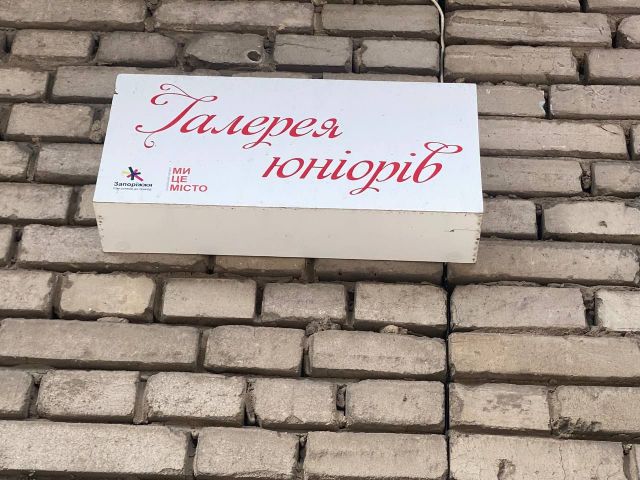 Галерея
юніорів
Запоріжжя
МИ
ЦЕ
МІСТО